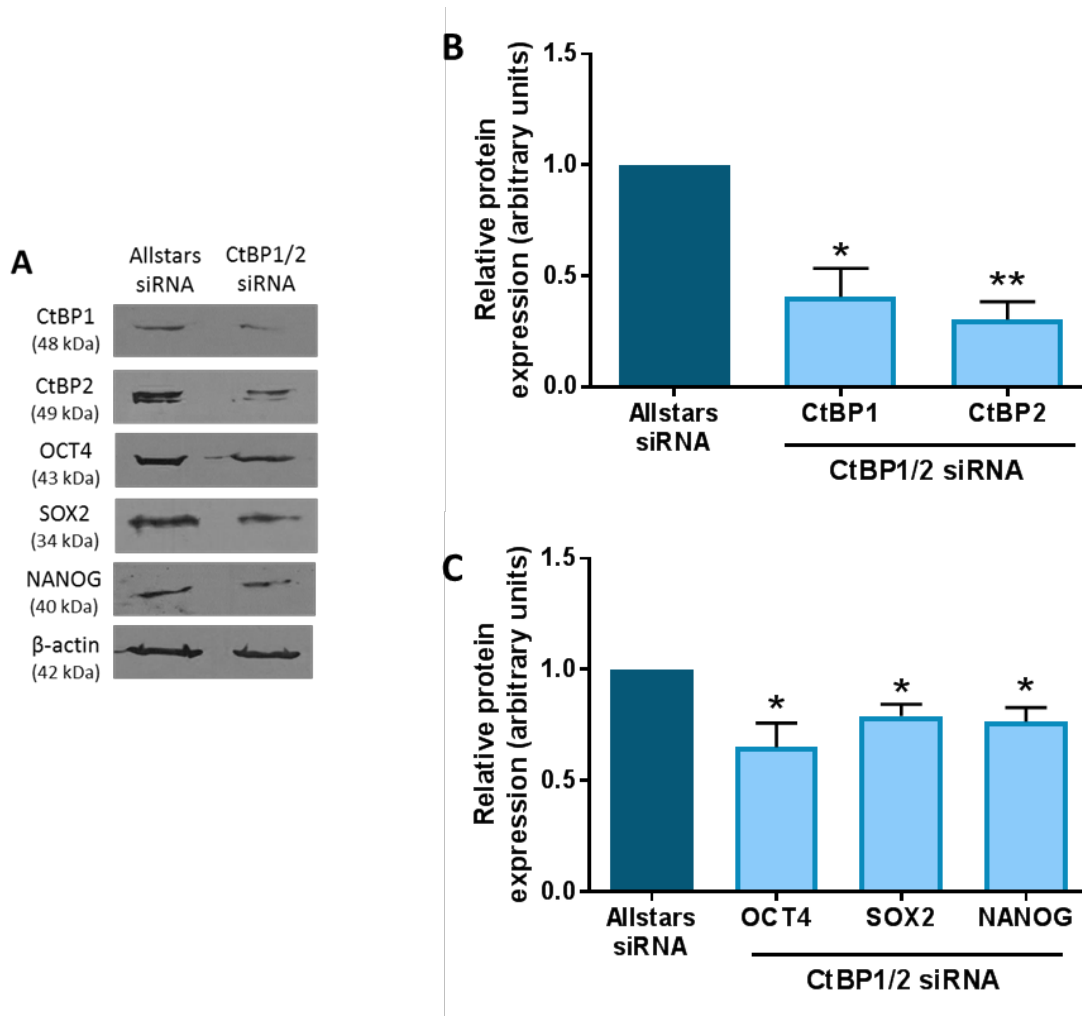 A
Allstars siRNA
CtBP1/2 siRNA
CtBP1
(48 kDa)
CtBP2
(49 kDa)
OCT4
(43 kDa)
SOX2
(34 kDa)
NANOG
(40 kDa)
β-actin
(42 kDa)
B
Relative protein
expression (arbitrary units)
1.5
1.0
0.5
0.0
*
**
Allstars
siRNA
CtBP1
CtBP2
CtBP1/2 siRNA
C
Relative protein
expression (arbitrary units)
1.5
1.0
0.5
0.0
*
*
*
Allstars
siRNA
OCT4
SOX2
NANOG
CtBP1/2 siRNA